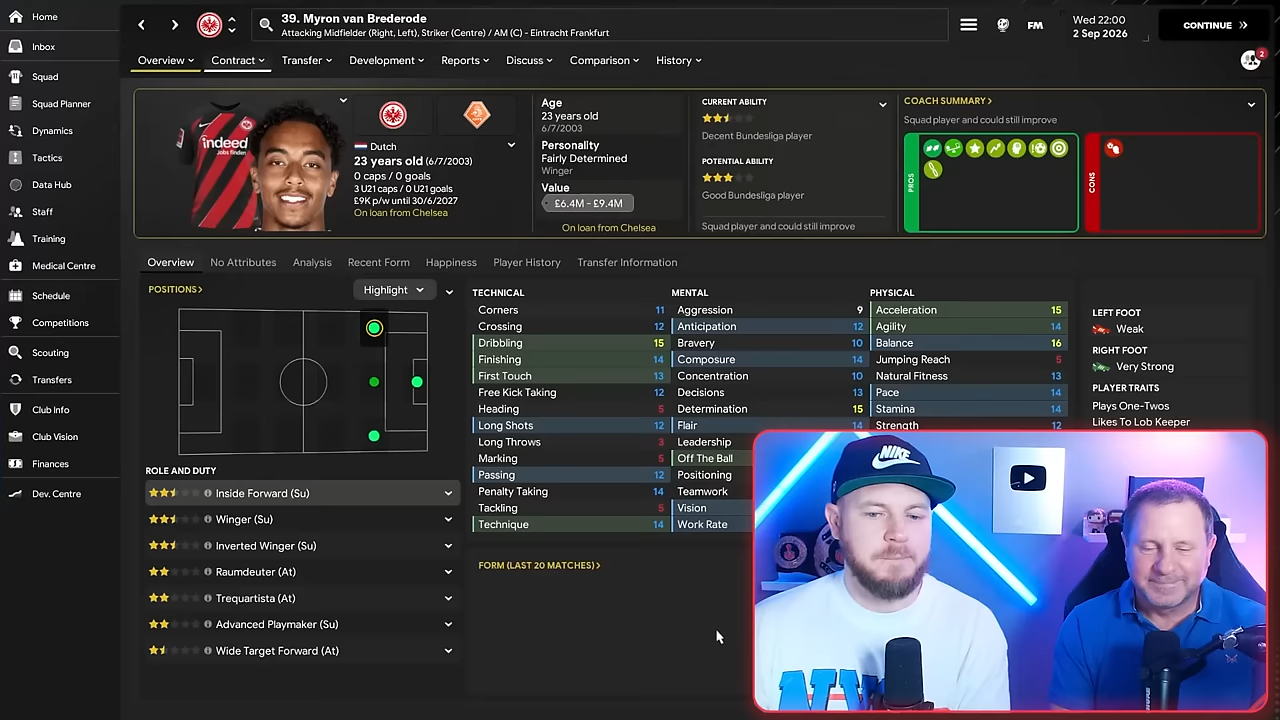 Home
Inbox
Squad
Squad Planner
Dynamics
Tactics
Data Hub
Staff
Training
Medical Centre
Schedule
Competitions
Scouting
Transfers
Club Info
Club Vision
Finances
Dev. Centre
39. Myron van Brederode
Attacking Midfielder (Right, Left), Striker (Centre) / AM (C) - Eintracht Frankfurt
FM
Wed 22:00
2 Sep 2026
CONTINUE
2
Overview
Contract
Transfer
Development
Reports
Discuss
Comparison
History
indeed
Dutch
23 years old (6/7/2003)
0 caps / 0 goals
3 U21 caps / 0 U21 goals
£9K p/w until 30/6/2027
On loan from Chelsea
Age
23 years old
6/7/2003
Personality
Fairly Determined
Winger
Value
£6.4M - £9.4M
On loan from Chelsea
CURRENT ABILITY
Decent Bundesliga player
POTENTIAL ABILITY
Good Bundesliga player
Squad player and could still improve
COACH SUMMARY >
Squad player and could still improve
PROS
CONS
Overview
No Attributes
Analysis
Recent Form
Happiness
Player History
Transfer Information
POSITIONS >
Highlight
ROLE AND DUTY
Inside Forward (Su)
Winger (Su)
Inverted Winger (Su)
Raumdeuter (At)
Trequartista (At)
Advanced Playmaker (Su)
Wide Target Forward (At)
TECHNICAL
Corners 11
Crossing 12
Dribbling 15
Finishing 14
First Touch 13
Free Kick Taking 12
Heading 5
Long Shots 12
Long Throws 3
Marking 5
Passing 12
Penalty Taking 14
Tackling 5
Technique 14
MENTAL
Aggression 9
Anticipation 12
Bravery 10
Composure 14
Concentration 10
Decisions 13
Determination 15
Flair 14
Leadership
Off The Ball
Positioning
Teamwork
Vision
Work Rate
PHYSICAL
Acceleration 15
Agility 14
Balance 16
Jumping Reach 5
Natural Fitness 13
Pace 14
Stamina 14
Strength 12
LEFT FOOT
Weak
RIGHT FOOT
Very Strong
PLAYER TRAITS
Plays One-Twos
Likes To Lob Keeper
FORM (LAST 20 MATCHES) >
NIKE